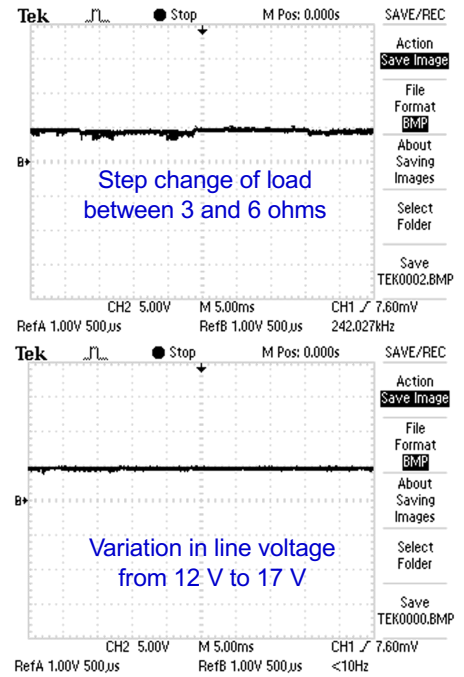 Tek Stop M Pos: 0.000s SAVE/REC
Action
Save Image
File
Format
BMP
About
Saving
Images
B
Step change of load
between 3 and 6 ohms
Select
Folder
Save
TEK0002.BMP
CH2 5.00V M 5.00ms CH1 7.60mV
RefA 1.00V 500µs RefB 1.00V 500µs 242.027kHz
Tek Stop M Pos: 0.000s SAVE/REC
Action
Save Image
File
Format
BMP
About
Saving
Images
B
Variation in line voltage
from 12 V to 17 V
Select
Folder
Save
TEK0000.BMP
CH2 5.00V M 5.00ms CH1 7.60mV
RefA 1.00V 500µs RefB 1.00V 500µs <10Hz